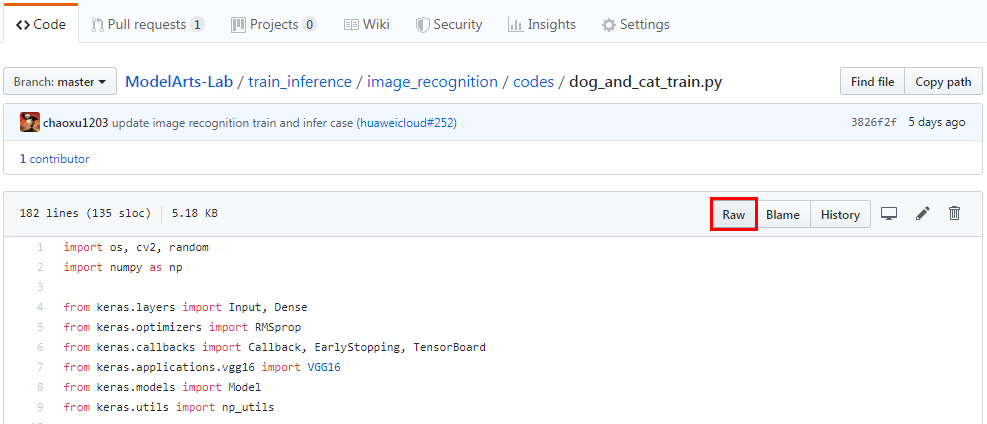 Code Pull requests 1 Projects 0 Wiki Security Insights Settings
Branch: master ModelArts-Lab / train_inference / image_recognition / codes / dog_and_cat_train.py Find file Copy path
chaoxu1203 update image recognition train and infer case (huaweicloud#252) 3826f2f 5 days ago
1 contributor
182 lines (135 sloc) 5.18 KB Raw Blame History
1 import os, cv2, random
2 import numpy as np
3
4 from keras.layers import Input, Dense
5 from keras.optimizers import RMSprop
6 from keras.callbacks import Callback, EarlyStopping, TensorBoard
7 from keras.applications.vgg16 import VGG16
8 from keras.models import Model
9 from keras.utils import np_utils